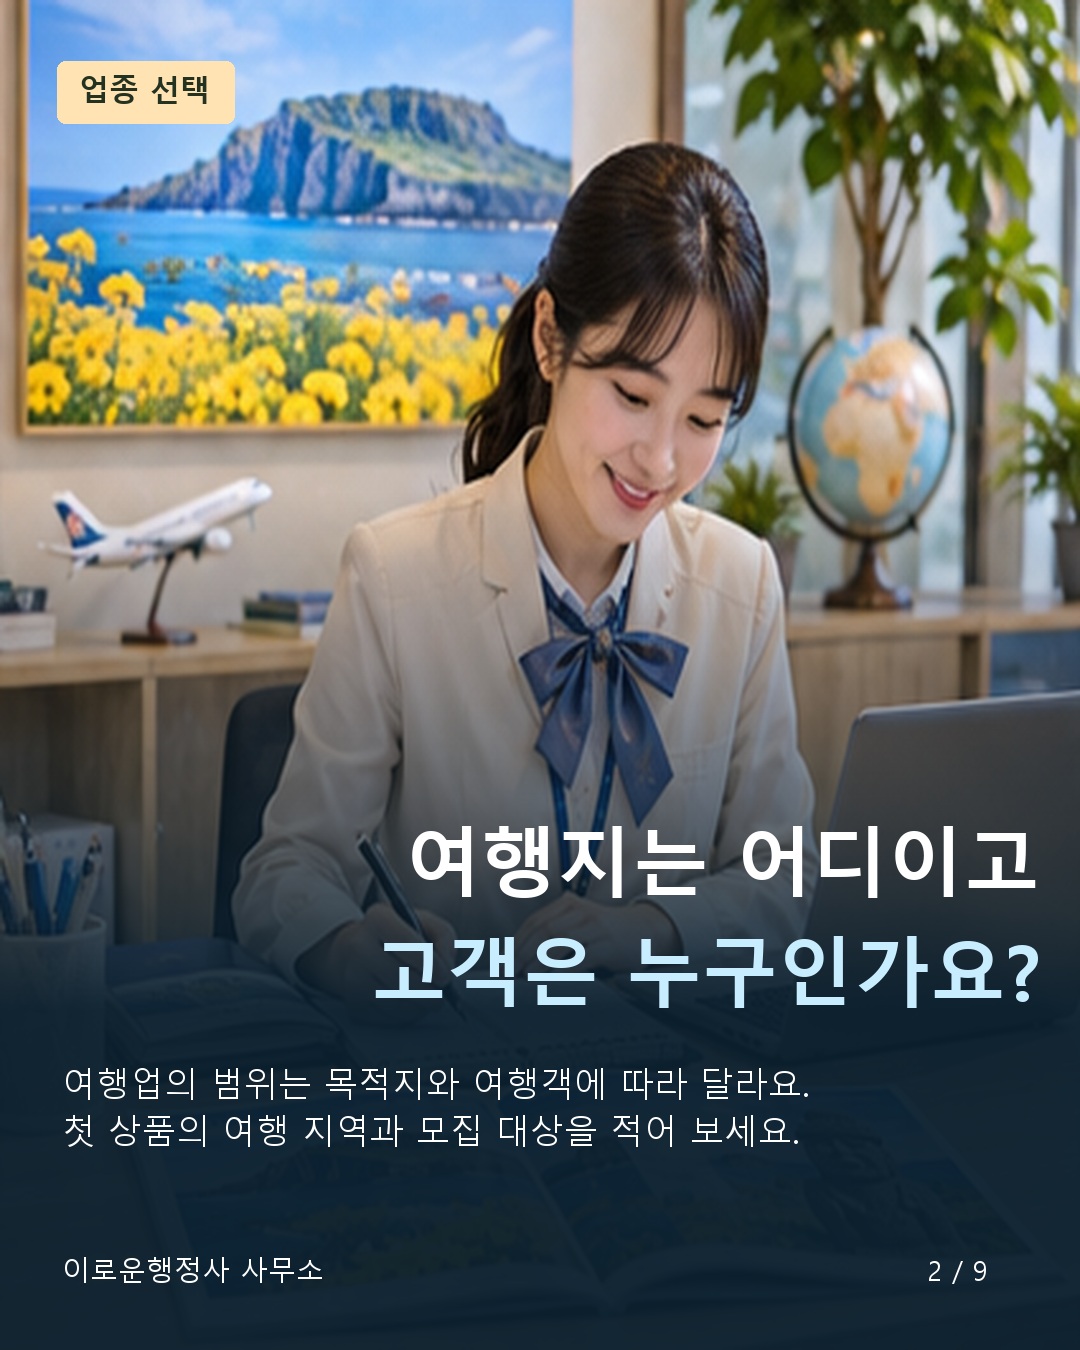 업종 선택
여행지는 어디이고
고객은 누구인가요?
여행업의 범위는 목적지와 여행객에 따라 달라요.
첫 상품의 여행 지역과 모집 대상을 적어 보세요.
이로운행정사 사무소
2 / 9